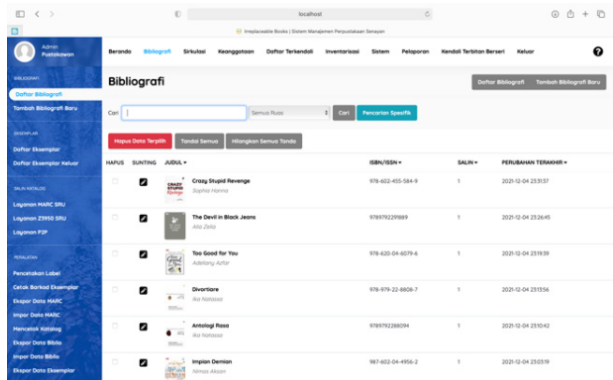 localhost
Irreplaceable Books | Sistem Manajemen Perpustakaan Senayan
Admin
Pustakawan
Beranda Bibliografi Sirkulasi Keanggotaan Daftar Terkendali Inventarisasi Sistem Pelaporan Kendali Terbitan Berseri Keluar
BIBLIOGRAFI
Daftar Bibliografi
Tambah Bibliografi Baru
EKSEMPLAR
Daftar Eksemplar
Daftar Eksemplar Keluar
SALIN KATALOG
Layanan MARC SRU
Layanan Z3950 SRU
Layanan P2P
PERALATAN
Pencetakan Label
Cetak Barkod Eksemplar
Ekspor Data MARC
Impor Data MARC
Mencetak Katalog
Ekspor Data Biblio
Impor Data Biblio
Ekspor Data Eksemplar
Bibliografi
Daftar Bibliografi Tambah Bibliografi Baru
Cari Semua Ruas Cari Pencarian Spesifik
Hapus Data Terpilih Tandai Semua Hilangkan Semua Tanda
HAPUS SUNTING JUDUL ISBN/ISSN SALIN PERUBAHAN TERAKHIR
Crazy Stupid Revenge 978-602-455-584-9 1 2021-12-04 23:31:37
Sophia Hanna
The Devil in Black Jeans 9789792291889 1 2021-12-04 23:26:45
Alia Zalia
Too Good for You 978-620-04-6079-6 1 2021-12-04 23:19:39
Adeliany Azfar
Divortiare 978-979-22-8808-7 1 2021-12-04 23:13:56
Ika Natassa
Antologi Rasa 9789792288094 1 2021-12-04 23:10:42
Ika Natassa
Impian Demian 987-602-04-4956-2 1 2021-12-04 23:03:19
Nimas Aksan